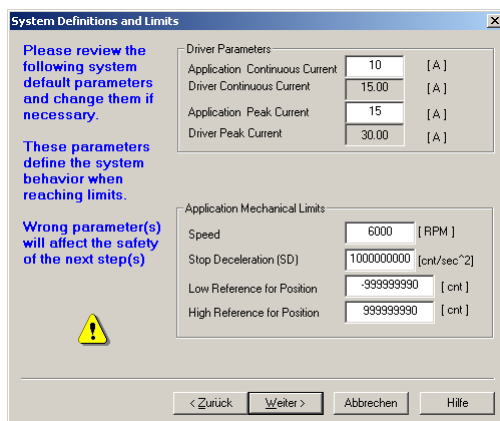 System Definitions and Limits
Please review the
following system
default parameters
and change them if
necessary.
These parameters
define the system
behavior when
reaching limits.
Wrong parameter(s)
will affect the safety
of the next step(s)
Driver Parameters
Application Continuous Current 10 [A]
Driver Continuous Current 15.00 [A]
Application Peak Current 15 [A]
Driver Peak Current 30.00 [A]
Application Mechanical Limits
Speed 6000 [ RPM ]
Stop Deceleration (SD) 1000000000 [cnt/sec^2]
Low Reference for Position -999999990 [ cnt ]
High Reference for Position 999999990 [ cnt ]
< Zurück Weiter > Abbrechen Hilfe